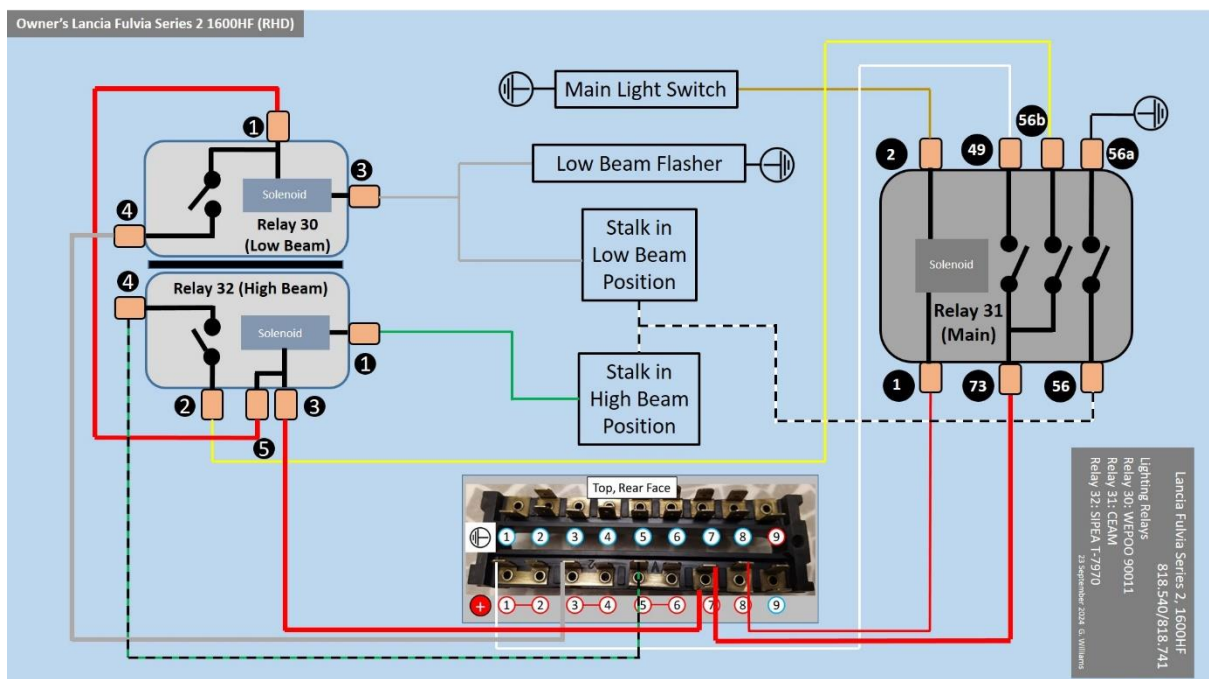 Owner's Lancia Fulvia Series 2 1600HF (RHD)
Main Light Switch
56b
1
2
49
56a
3
Low Beam Flasher
Solenoid
4
Relay 30
(Low Beam)
Stalk in
Low Beam
Position
Solenoid
4
Relay 32 (High Beam)
Relay 31
(Main)
Solenoid
1
Stalk in
High Beam
Position
1
73
56
2
3
5
Top, Rear Face
1 2 3 4 5 6 7 8 9
2
+ 1 2 3 4 5 6 7 8 9
Lancia Fulvia Series 2, 1600HF
818.540/818.741
Lighting Relays
Relay 30: WEPOO 90011
Relay 31: CEAM
Relay 32: SIPEA T-7970
23 September 2024 G. Williams